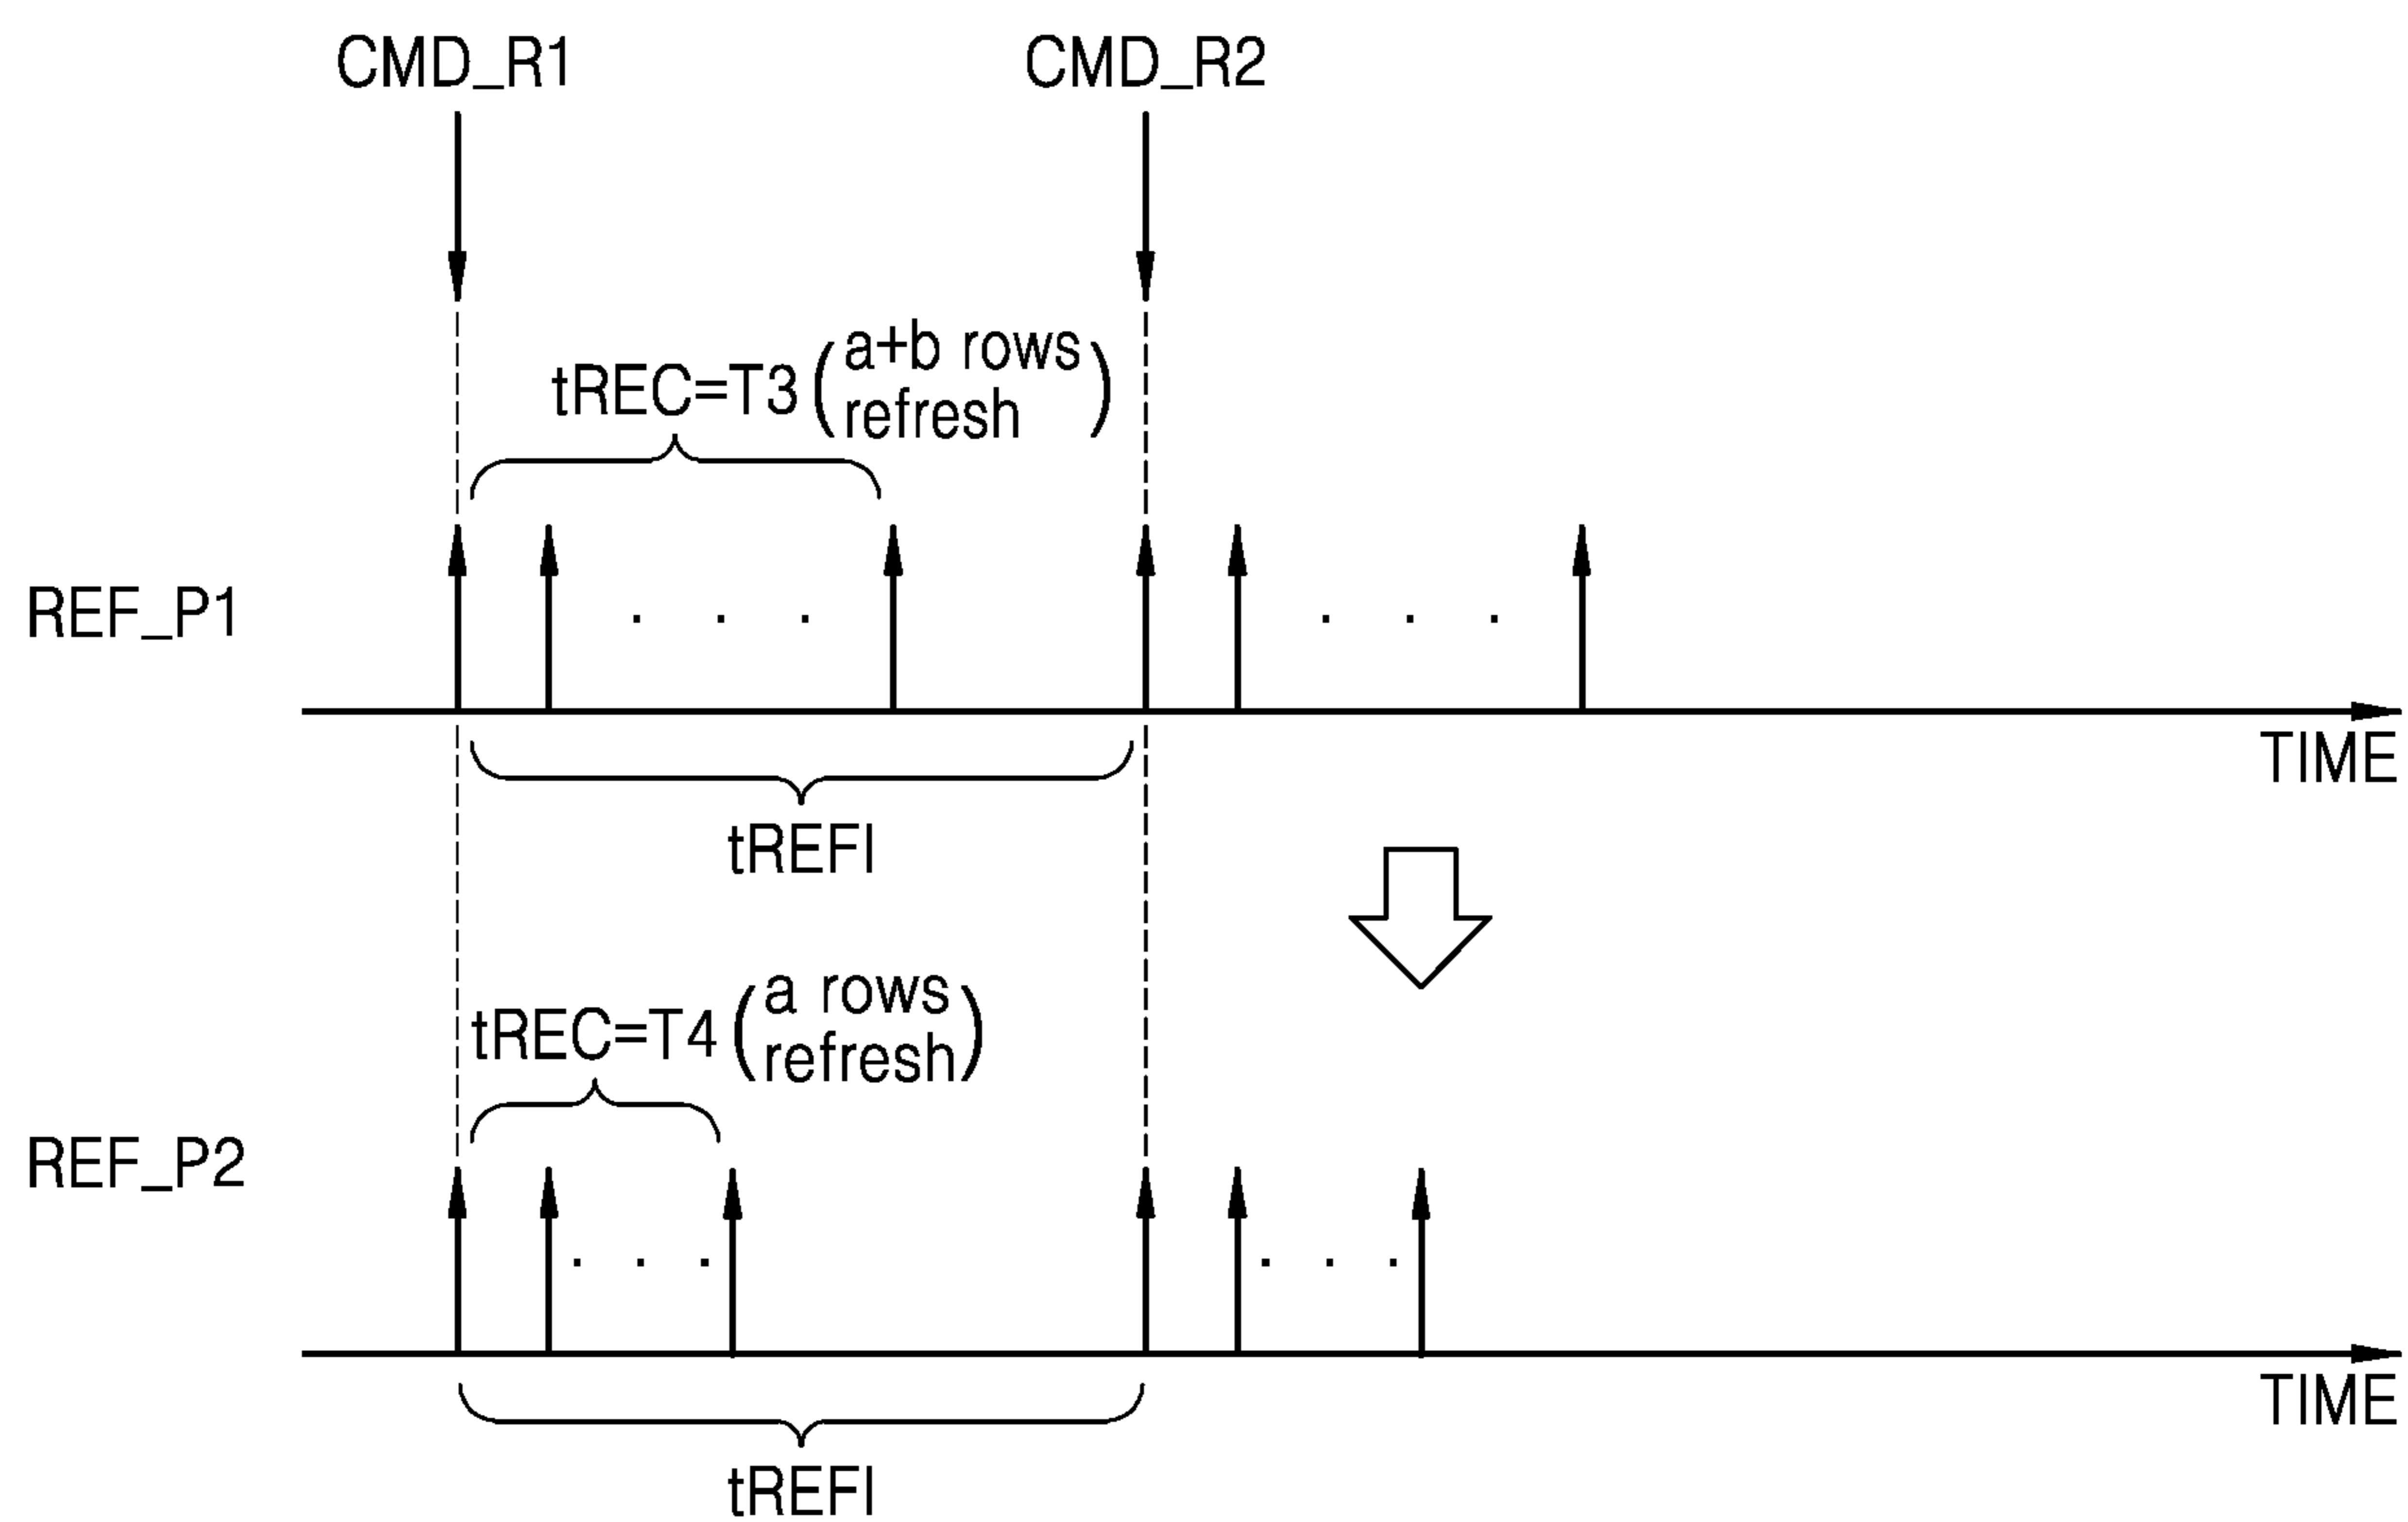 CMD_R1
CMD_R2
tREC=T3 (a+b rows
refresh)
REF_P1
TIME
tREFI
tREC=T4 (a rows
refresh)
REF_P2
TIME
tREFI